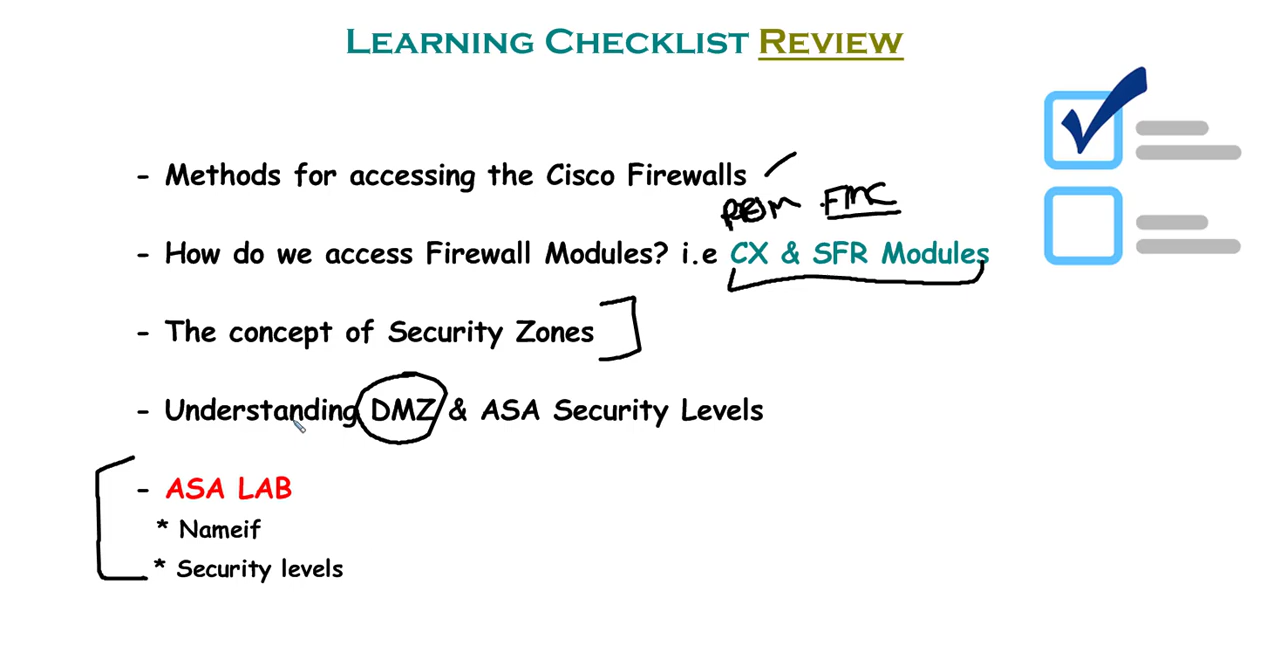 LEARNING CHECKLIST REVIEW
- Methods for accessing the Cisco Firewalls
FMC
- How do we access Firewall Modules? i.e CX & SFR Modules
- The concept of Security Zones
- Understanding DMZ & ASA Security Levels
- ASA LAB
* Nameif
* Security levels